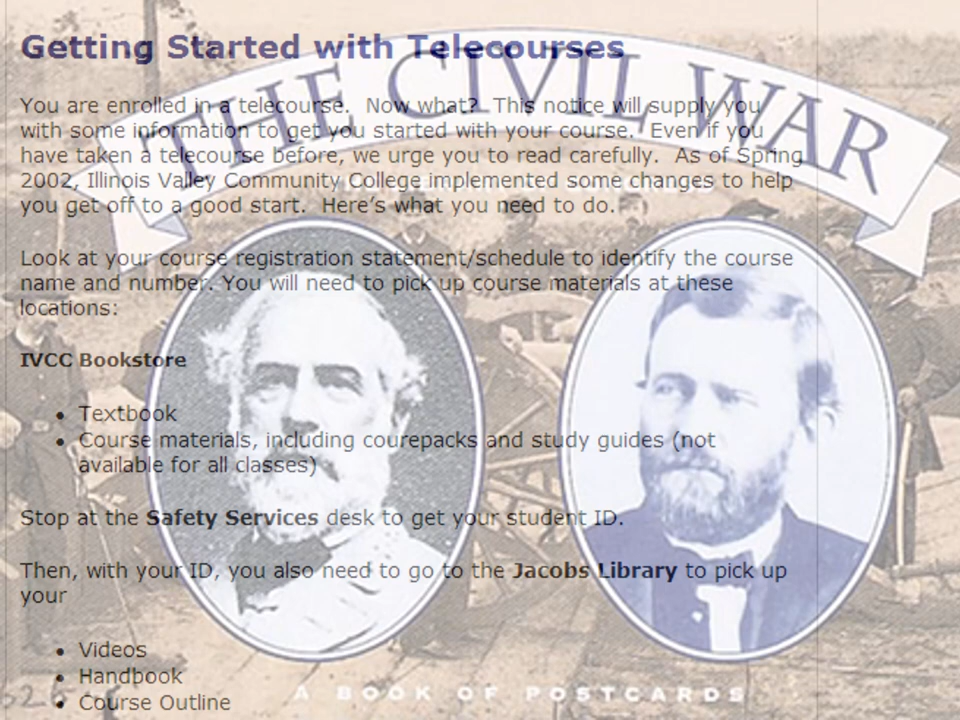 Getting Started with Telecourses
THE CIVIL WAR
You are enrolled in a telecourse.  Now what?  This notice will supply you
with some information to get you started with your course.  Even if you
have taken a telecourse before, we urge you to read carefully.  As of Spring
2002, Illinois Valley Community College implemented some changes to help
you get off to a good start.  Here's what you need to do.
Look at your course registration statement/schedule to identify the course
name and number. You will need to pick up course materials at these
locations:
IVCC Bookstore
• Textbook
• Course materials, including courepacks and study guides (not
available for all classes)
Stop at the Safety Services desk to get your student ID.
Then, with your ID, you also need to go to the Jacobs Library to pick up
your
• Videos
• Handbook
• Course Outline
A BOOK OF POSTCARDS